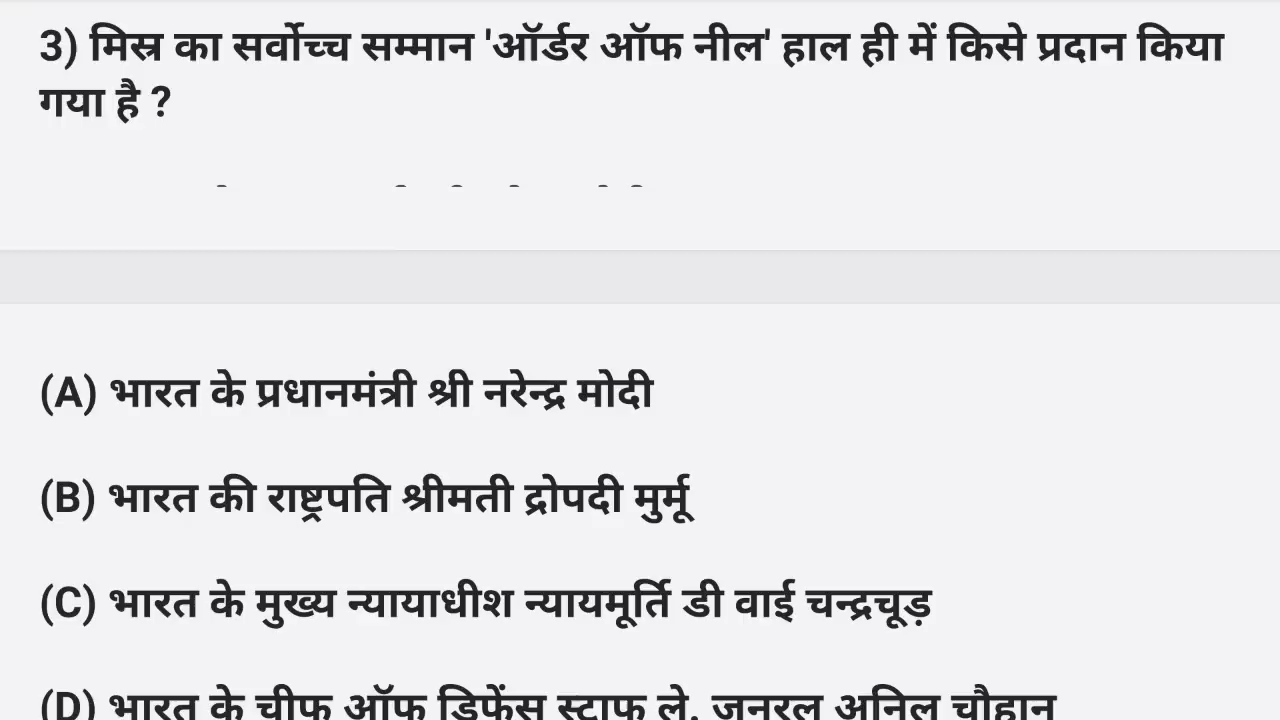 3) मिस्र का सर्वोच्च सम्मान 'ऑर्डर ऑफ नील' हाल ही में किसे प्रदान किया
गया है ?
(A) भारत के प्रधानमंत्री श्री नरेन्द्र मोदी
(B) भारत की राष्ट्रपति श्रीमती द्रोपदी मुर्मू
(C) भारत के मुख्य न्यायाधीश न्यायमूर्ति डी वाई चन्द्रचूड़
(D) भारत के चीफ ऑफ डिफेंस स्टाफ ले. जनरल अनिल चौहान